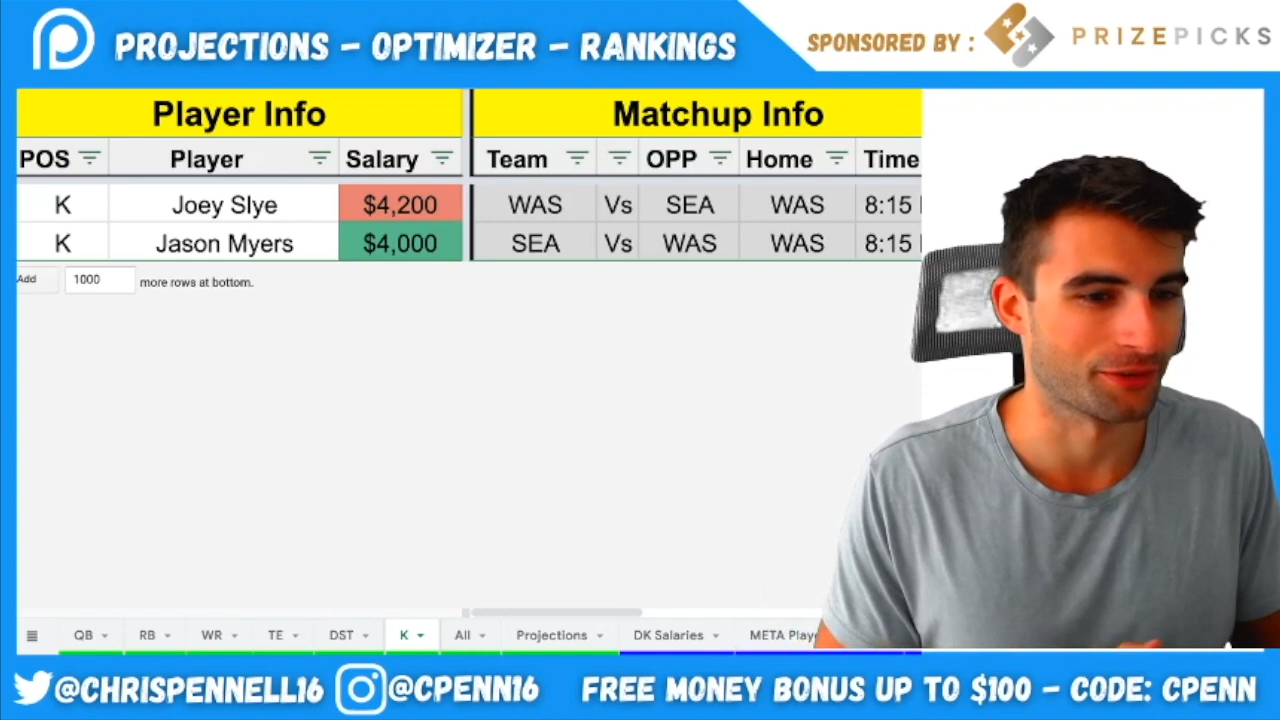 PROJECTIONS – OPTIMIZER – RANKINGS
SPONSORED BY : PRIZEPICKS
Player Info
Matchup Info
POS Player Salary Team OPP Home Time
K Joey Slye $4,200 WAS Vs SEA WAS 8:15
K Jason Myers $4,000 SEA Vs WAS WAS 8:15
Add 1000 more rows at bottom.
QB RB WR TE DST K All Projections DK Salaries META Play
@CHRISPENNELL16 @CPENN16 FREE MONEY BONUS UP TO $100 – CODE: CPENN